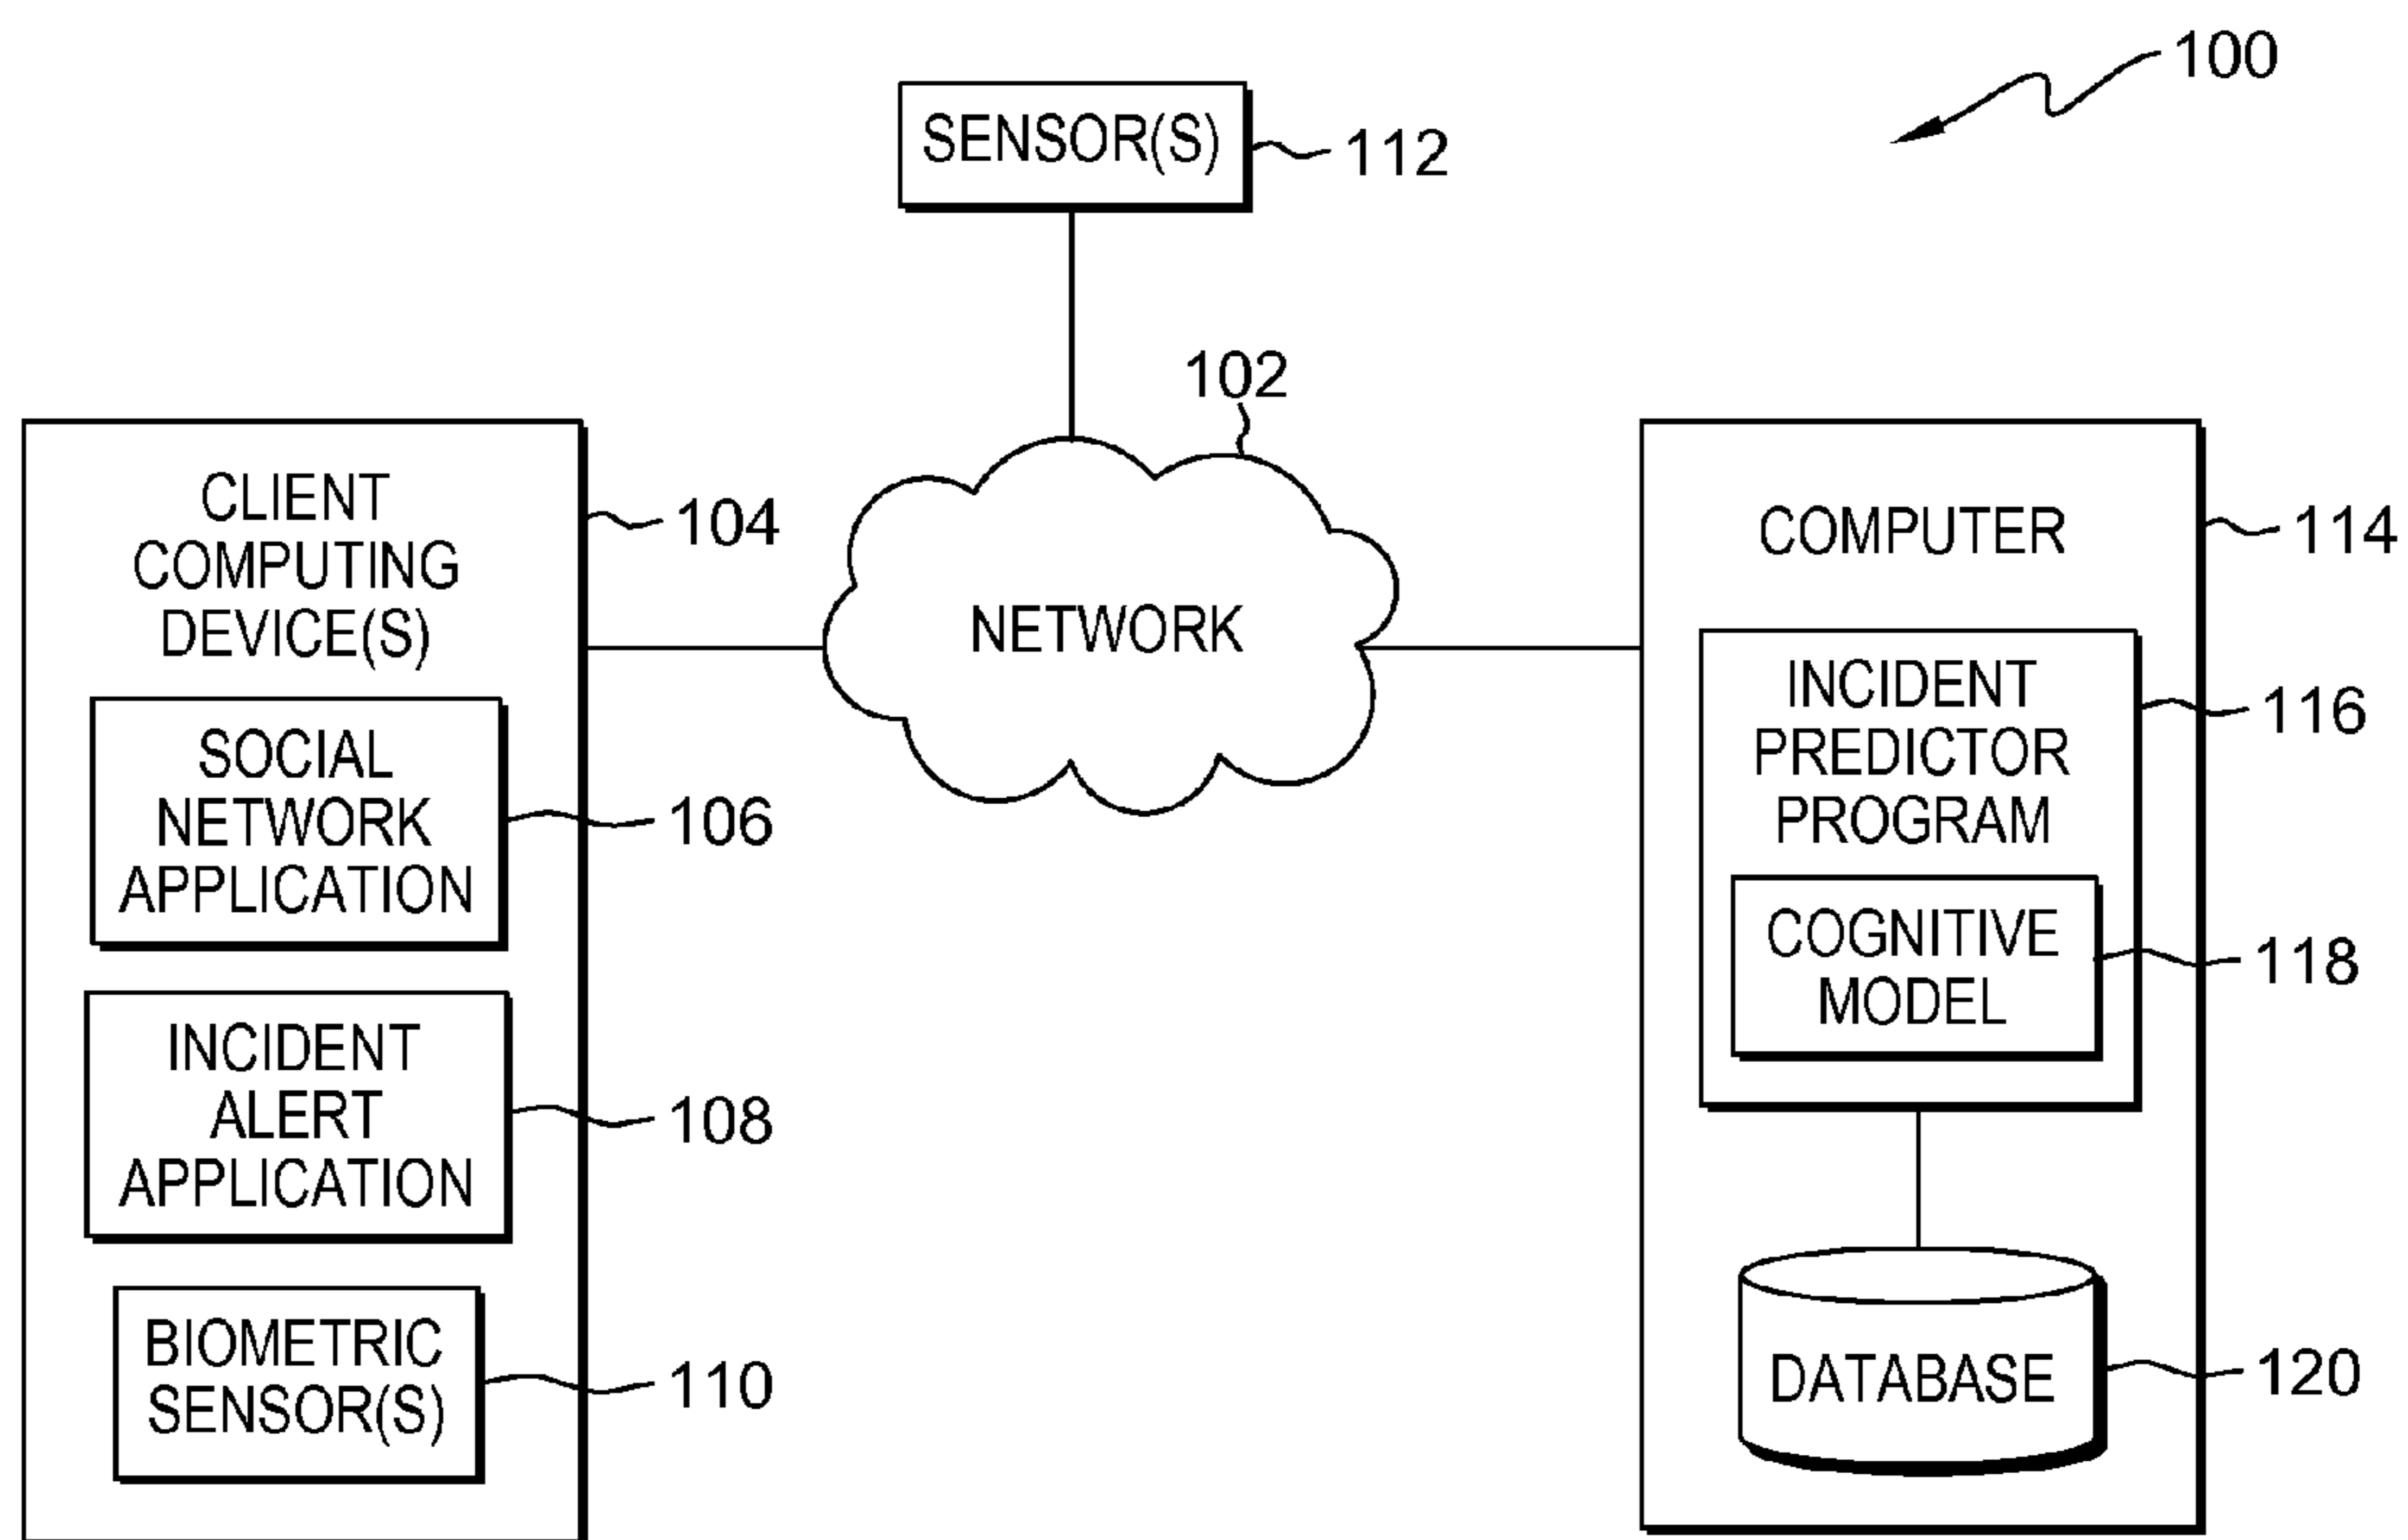 100
SENSOR(S)
112
102
NETWORK
CLIENT
COMPUTING
DEVICE(S)
104
SOCIAL
NETWORK
APPLICATION
106
INCIDENT
ALERT
APPLICATION
108
BIOMETRIC
SENSOR(S)
110
COMPUTER
114
INCIDENT
PREDICTOR
PROGRAM
116
COGNITIVE
MODEL
118
DATABASE
120